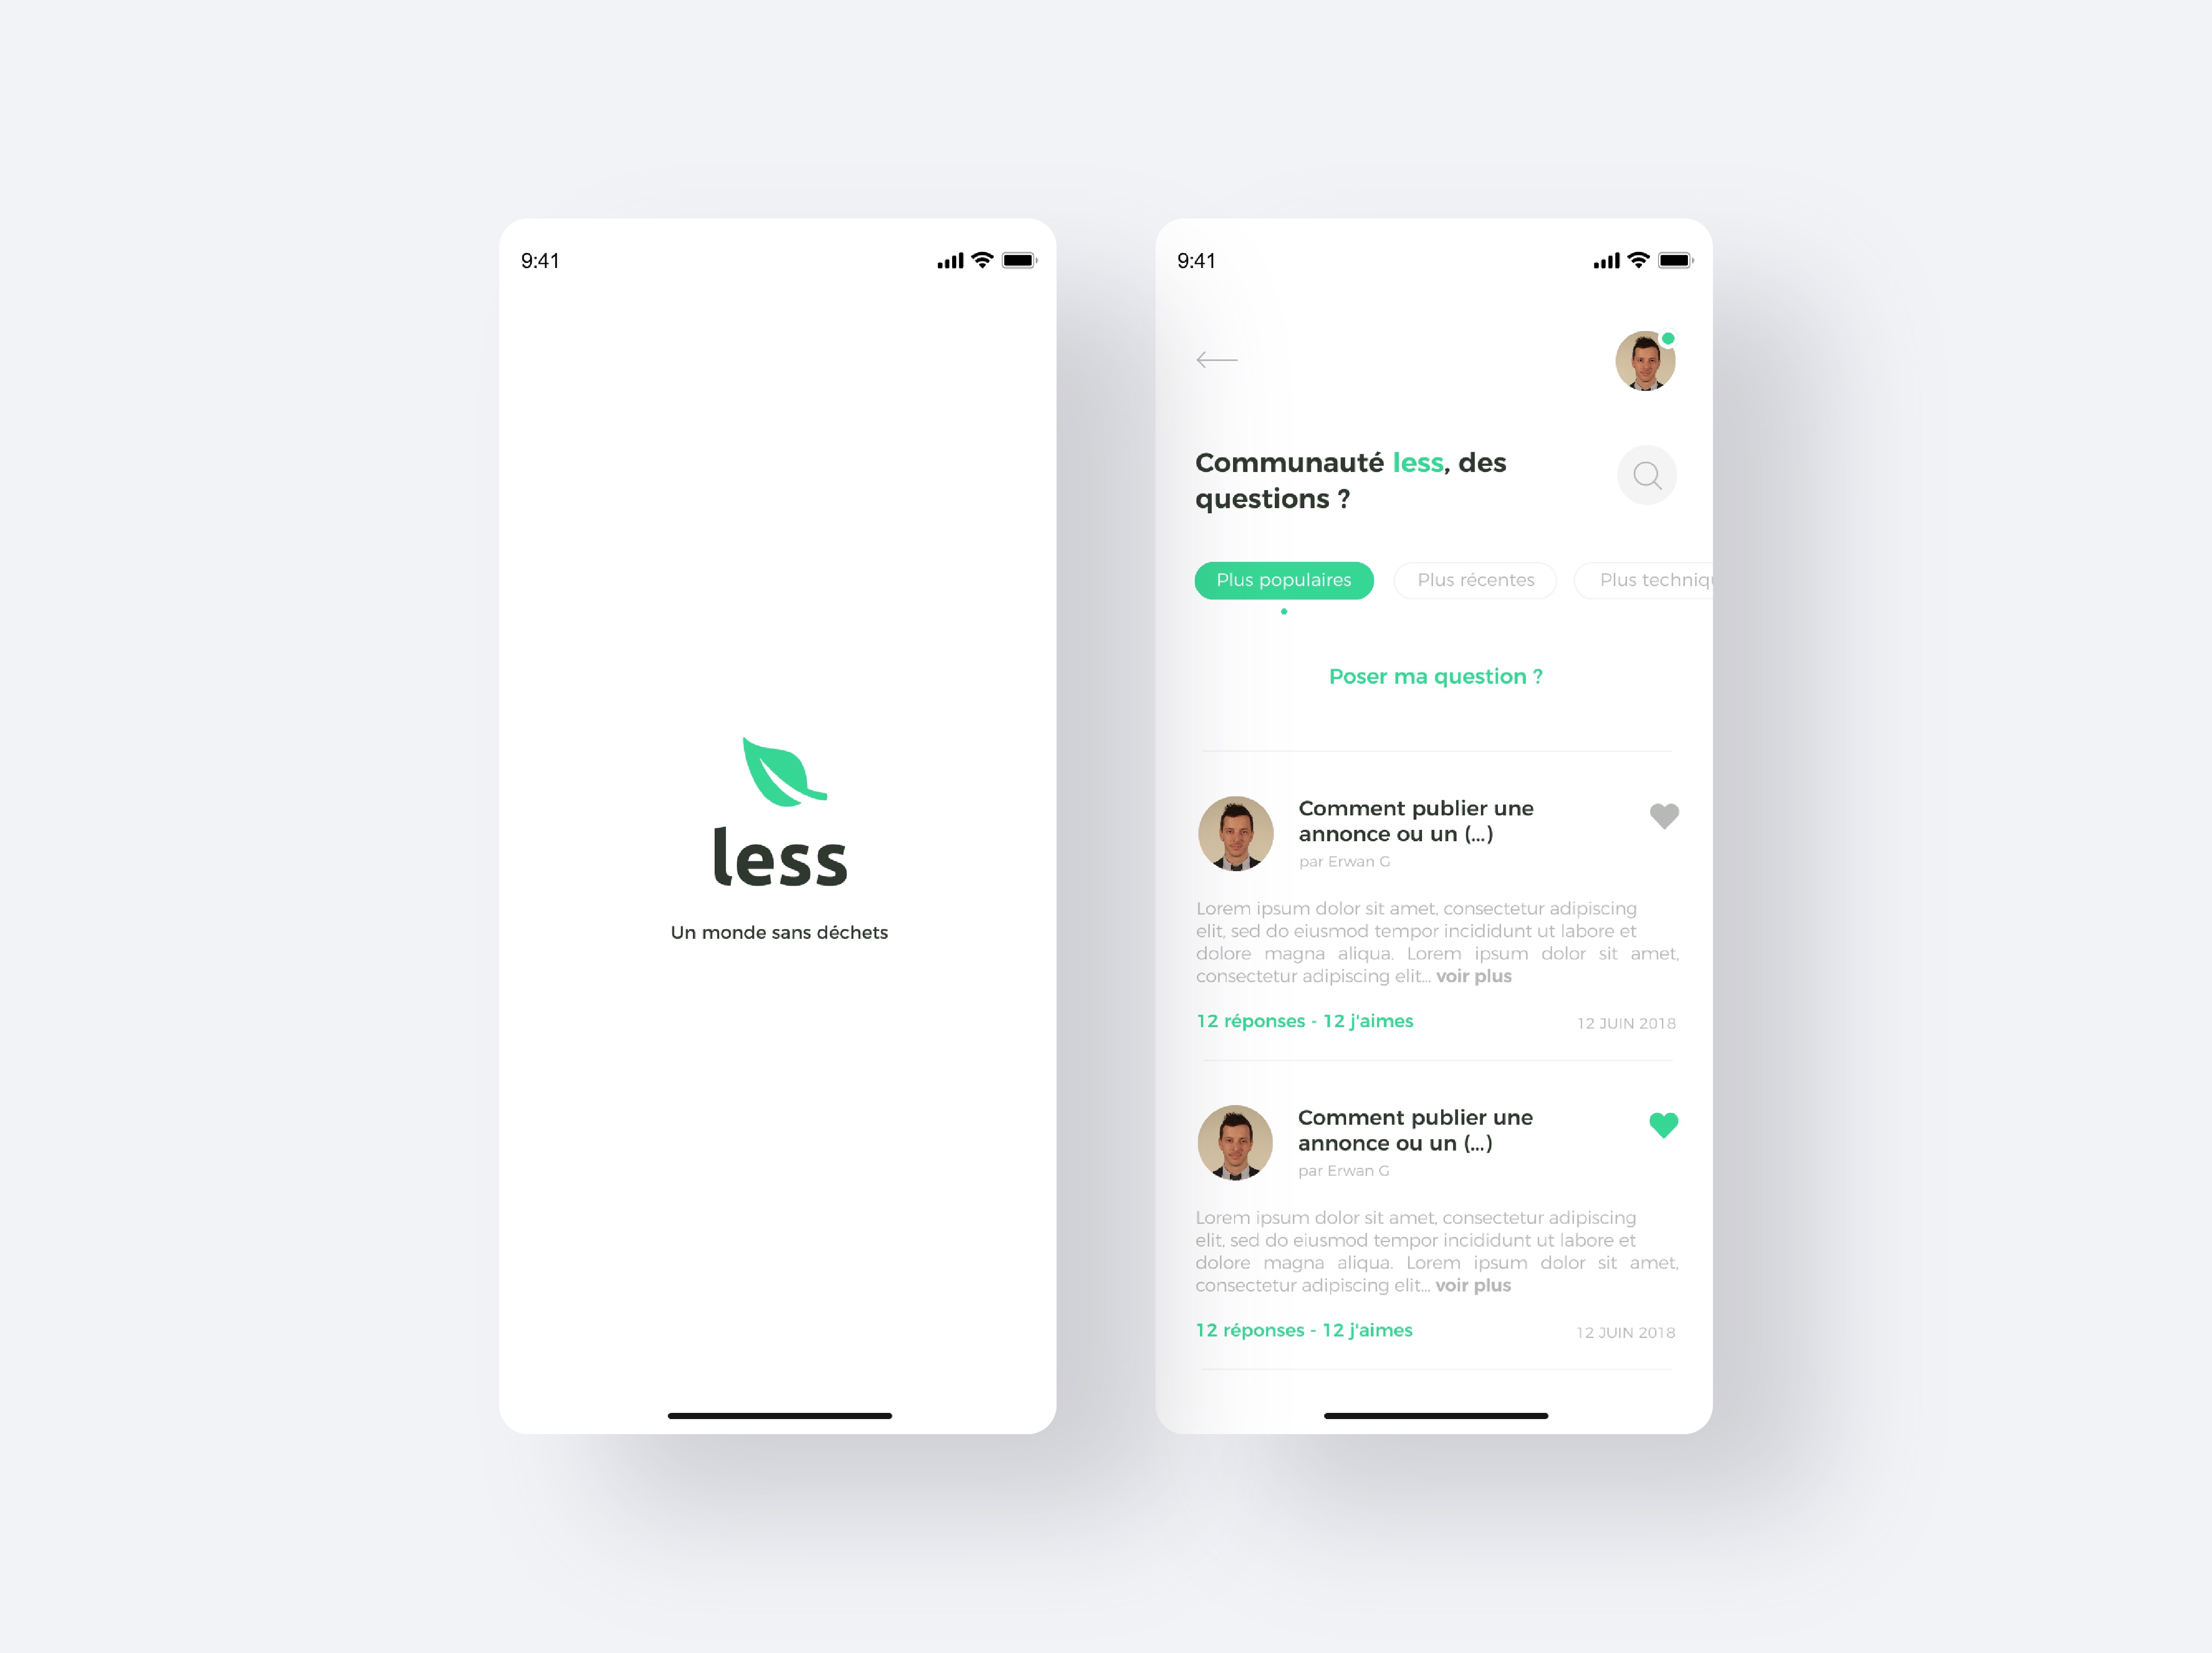 9:41
less
Un monde sans déchets
9:41
Communauté less, des
questions ?
Plus populaires
Plus récentes
Plus techniqu
Poser ma question ?
Comment publier une
annonce ou un (...)
par Erwan G
Lorem ipsum dolor sit amet, consectetur adipiscing
elit, sed do eiusmod tempor incididunt ut labore et
dolore magna aliqua. Lorem ipsum dolor sit amet,
consectetur adipiscing elit... voir plus
12 réponses - 12 j'aimes
12 JUIN 2018
Comment publier une
annonce ou un (...)
par Erwan G
Lorem ipsum dolor sit amet, consectetur adipiscing
elit, sed do eiusmod tempor incididunt ut labore et
dolore magna aliqua. Lorem ipsum dolor sit amet,
consectetur adipiscing elit... voir plus
12 réponses - 12 j'aimes
12 JUIN 2018